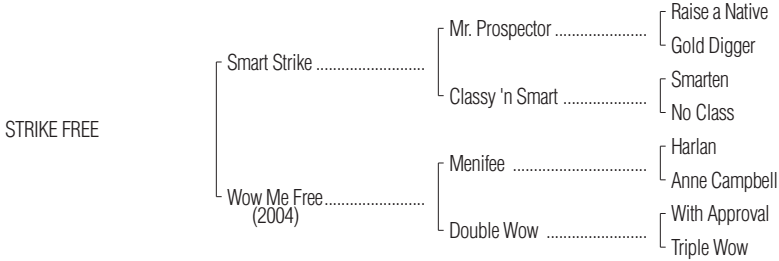 Raise a Native
Mr. Prospector ......................
Gold Digger
Smart Strike ..........................
Smarten
Classy 'n Smart ....................
No Class
STRIKE FREE
Harlan
Menifee ................................
Anne Campbell
Wow Me Free........................
(2004)
With Approval
Double Wow ........................
Triple Wow